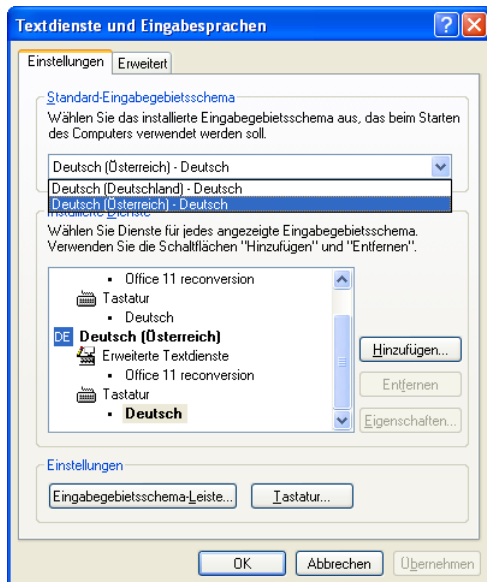 Textdienste und Eingabesprachen
Einstellungen
Erweitert
Standard-Eingabegebietsschema
Wählen Sie das installierte Eingabegebietsschema aus, das beim Starten
des Computers verwendet werden soll.
Deutsch (Österreich) - Deutsch
Deutsch (Deutschland) - Deutsch
Deutsch (Österreich) - Deutsch
Installierte Dienste
Wählen Sie Dienste für jedes angezeigte Eingabegebietsschema.
Verwenden Sie die Schaltflächen "Hinzufügen" und "Entfernen".
• Office 11 reconversion
Tastatur
• Deutsch
DE Deutsch (Österreich)
Erweiterte Textdienste
• Office 11 reconversion
Tastatur
• Deutsch
Hinzufügen...
Entfernen
Eigenschaften...
Einstellungen
Eingabegebietsschema-Leiste...
Tastatur...
OK
Abbrechen
Übernehmen